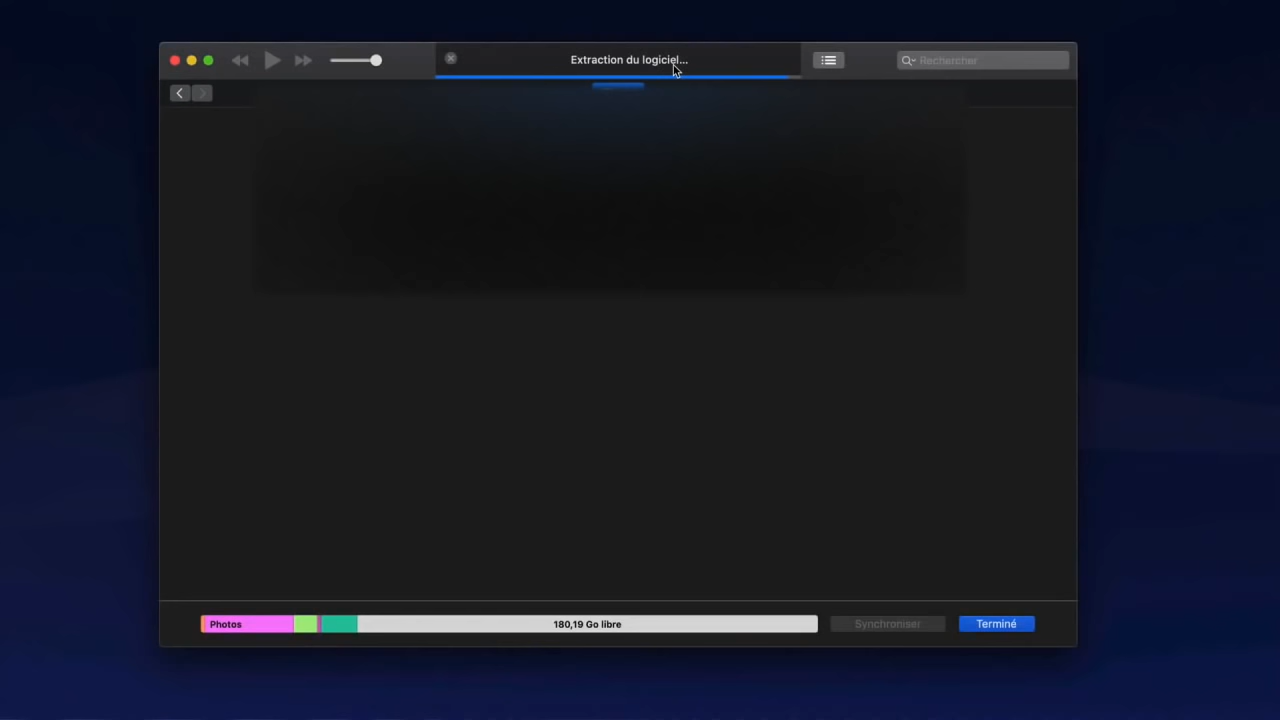 Extraction du logiciel...
Rechercher
Photos
180,19 Go libre
Synchroniser
Terminé